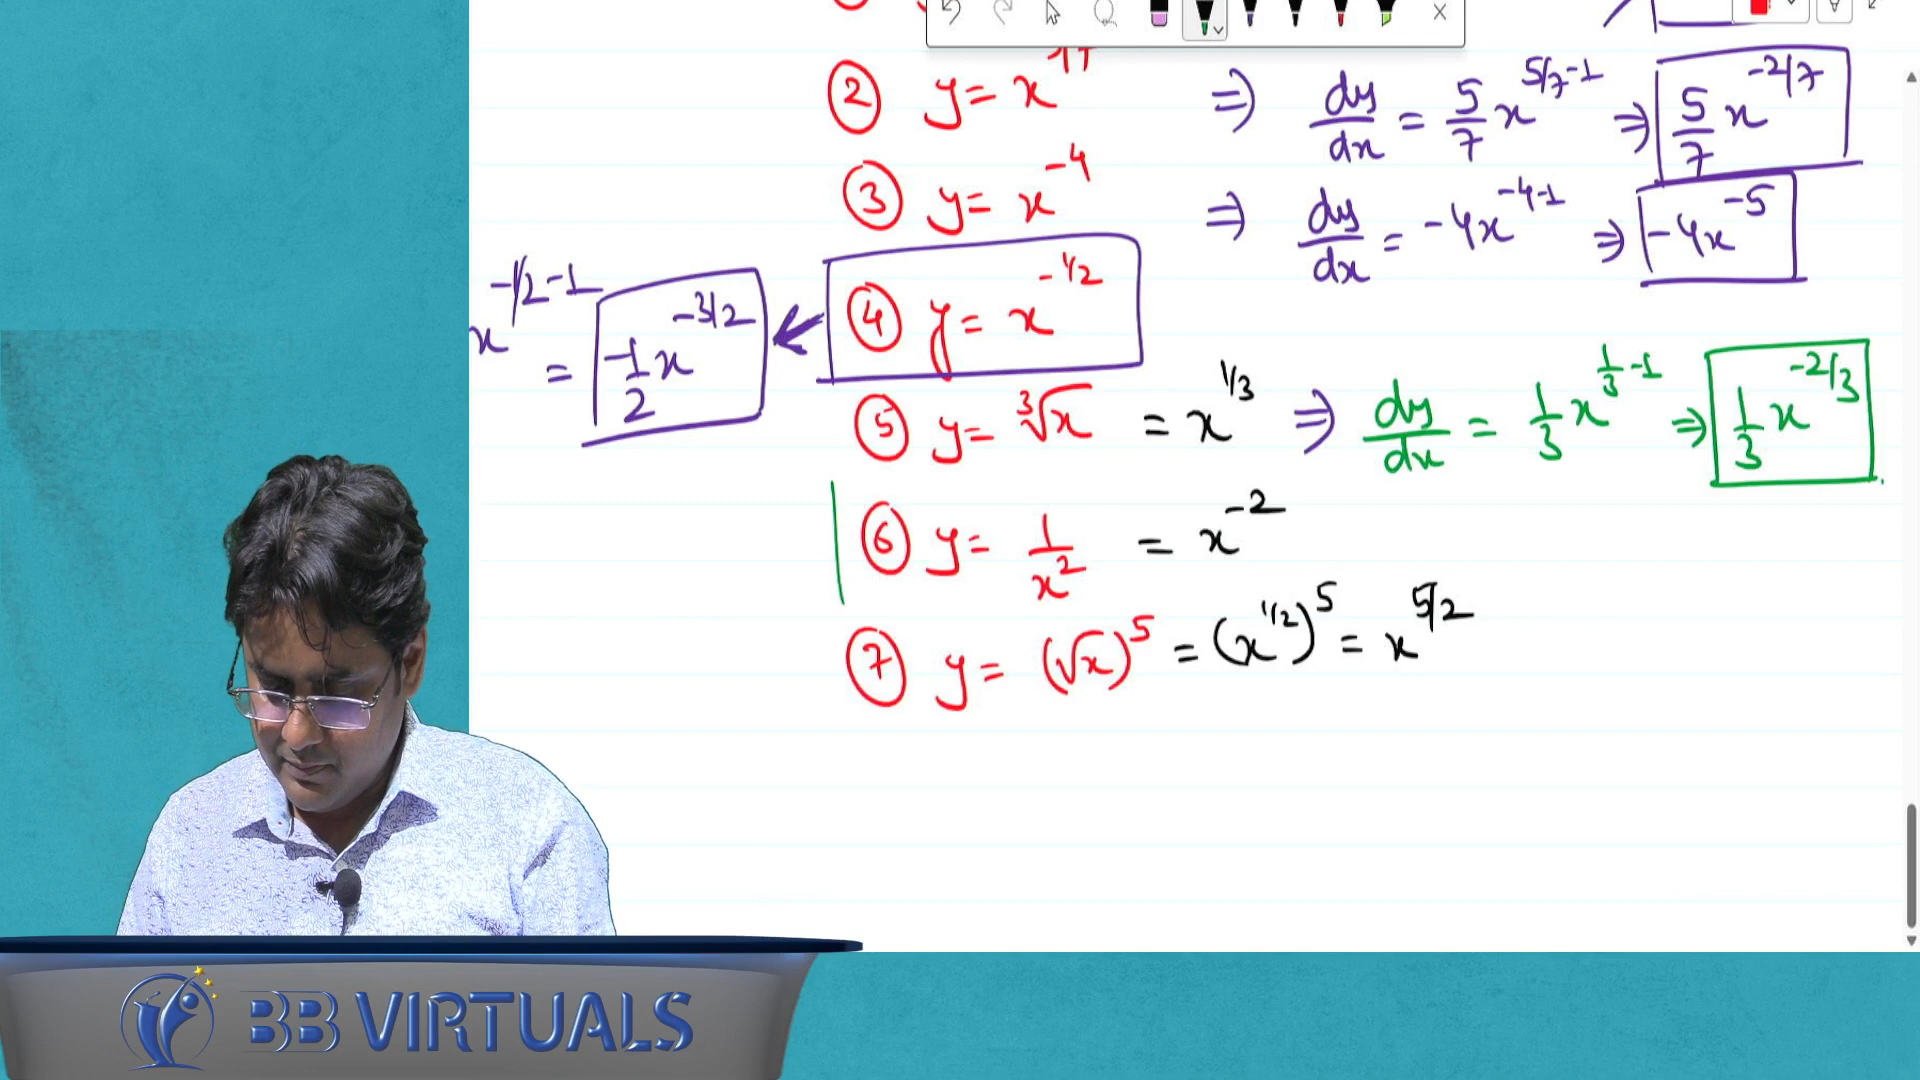 ② y = x ⇒ dy/dx = 5/7 x^(5/7-1) ⇒ 5/7 x^(-2/7)
③ y = x^(-4) ⇒ dy/dx = -4x^(-4-1) ⇒ -4x^(-5)
x^(-1/2-1) = -1/2 x^(-3/2) ← ④ y = x^(-1/2)
⑤ y = ∛x = x^(1/3) ⇒ dy/dx = 1/3 x^(1/3-1) ⇒ 1/3 x^(-2/3)
⑥ y = 1/x² = x^(-2)
⑦ y = (√x)^5 = (x^(1/2))^5 = x^(5/2)
BB VIRTUALS